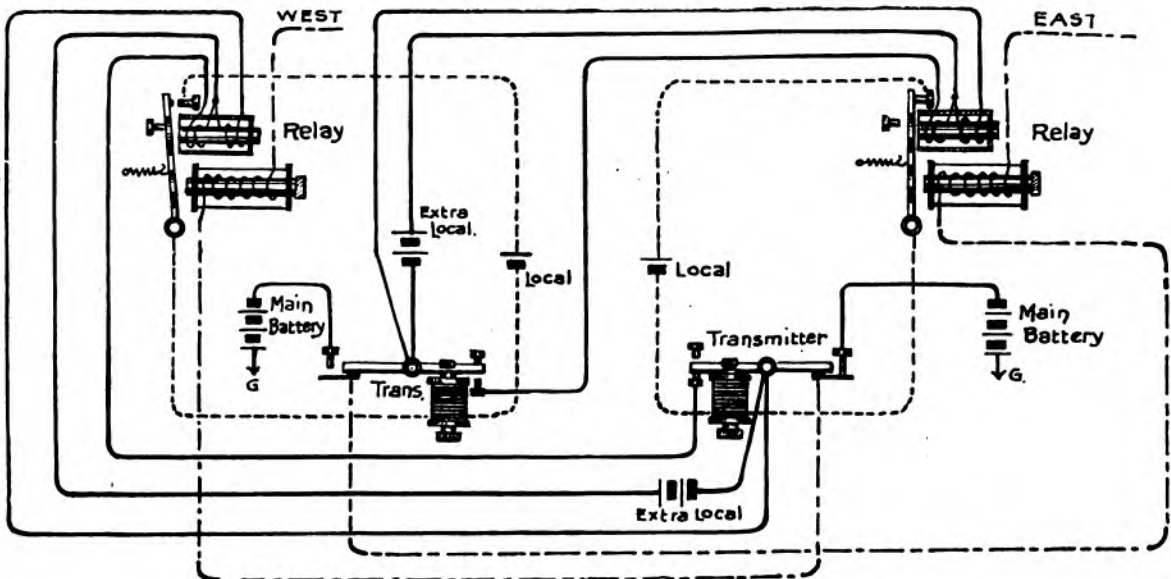 WEST
EAST
Relay
Relay
Extra
Local.
Local
Local
Main
Battery
G.
Trans.
Transmitter
Main
Battery
G.
Extra Local